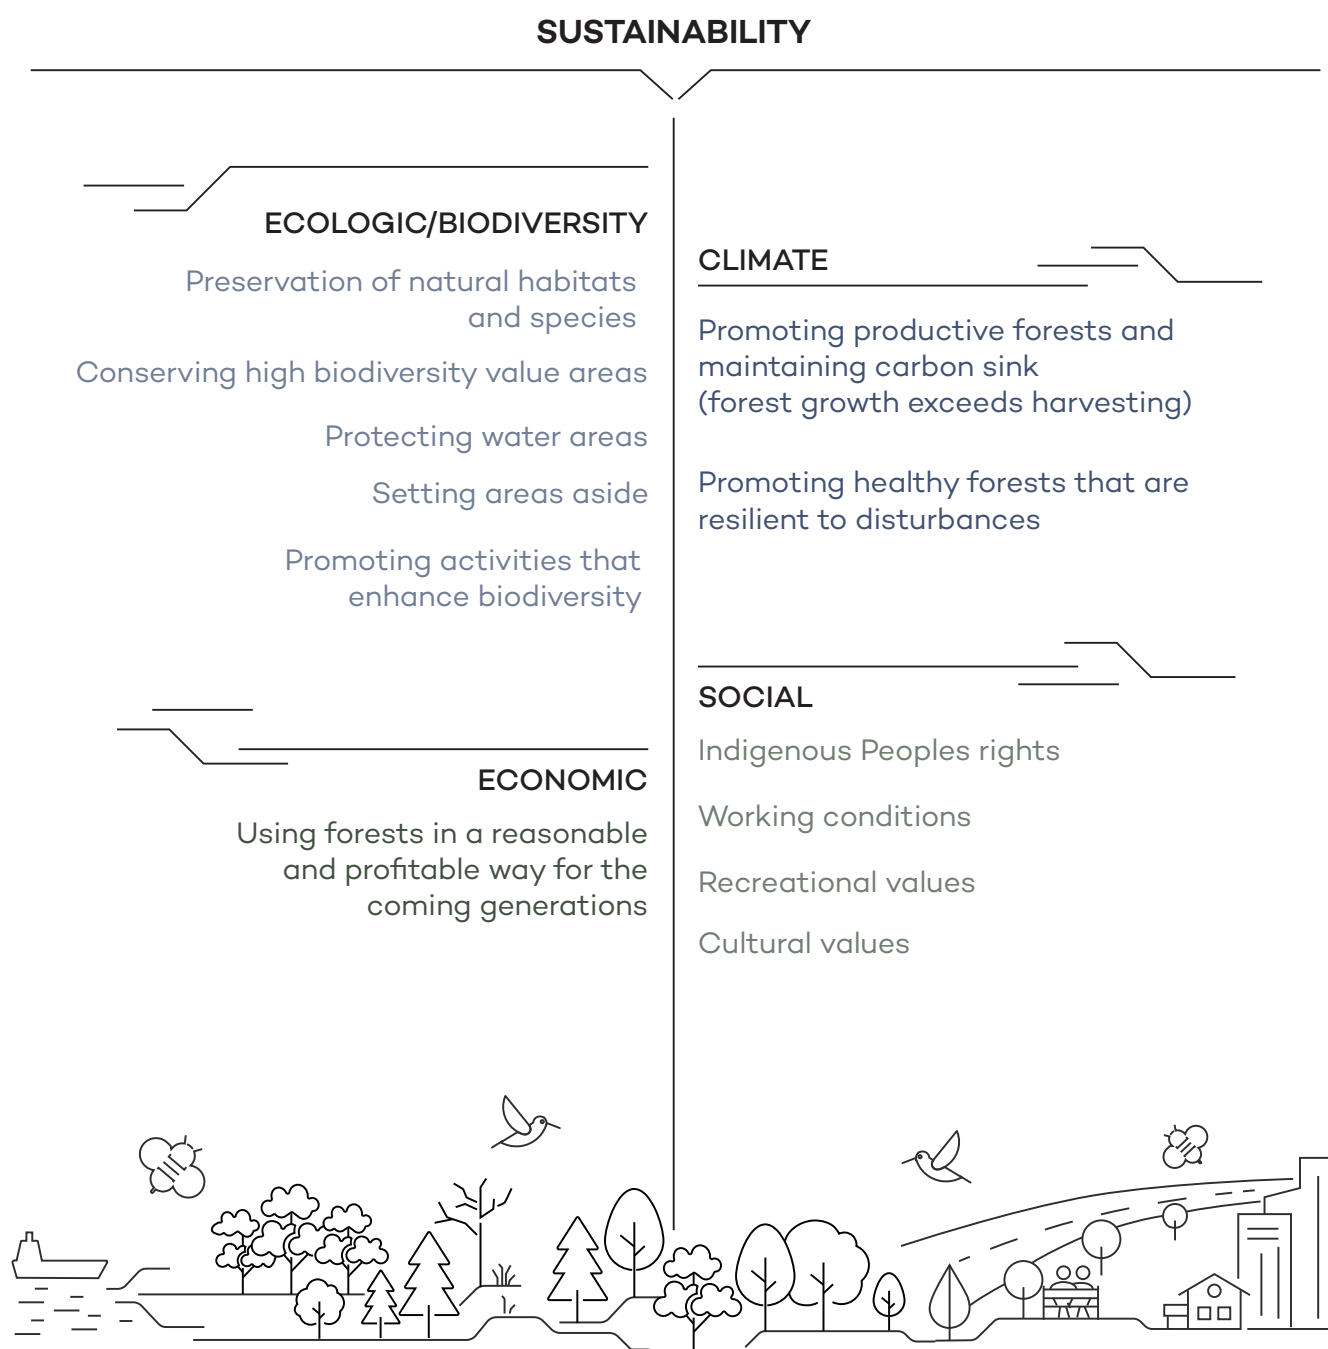 SUSTAINABILITY
ECOLOGIC/BIODIVERSITY
Preservation of natural habitats
and species
Conserving high biodiversity value areas
Protecting water areas
Setting areas aside
Promoting activities that
enhance biodiversity
CLIMATE
Promoting productive forests and
maintaining carbon sink
(forest growth exceeds harvesting)
Promoting healthy forests that are
resilient to disturbances
ECONOMIC
Using forests in a reasonable
and profitable way for the
coming generations
SOCIAL
Indigenous Peoples rights
Working conditions
Recreational values
Cultural values